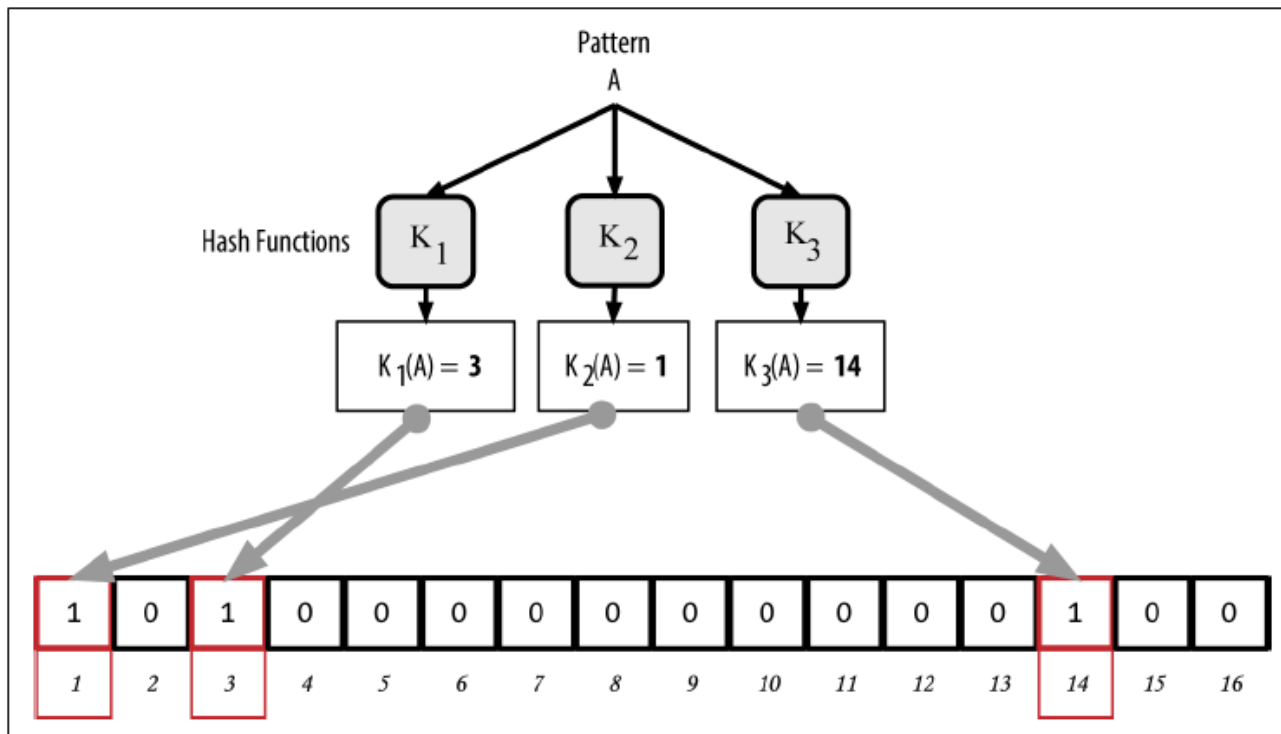 Pattern
A
Hash Functions
K1 K2 K3
K1(A) = 3 K2(A) = 1 K3(A) = 14
1 0 1 0 0 0 0 0 0 0 0 0 0 1 0 0
1 2 3 4 5 6 7 8 9 10 11 12 13 14 15 16